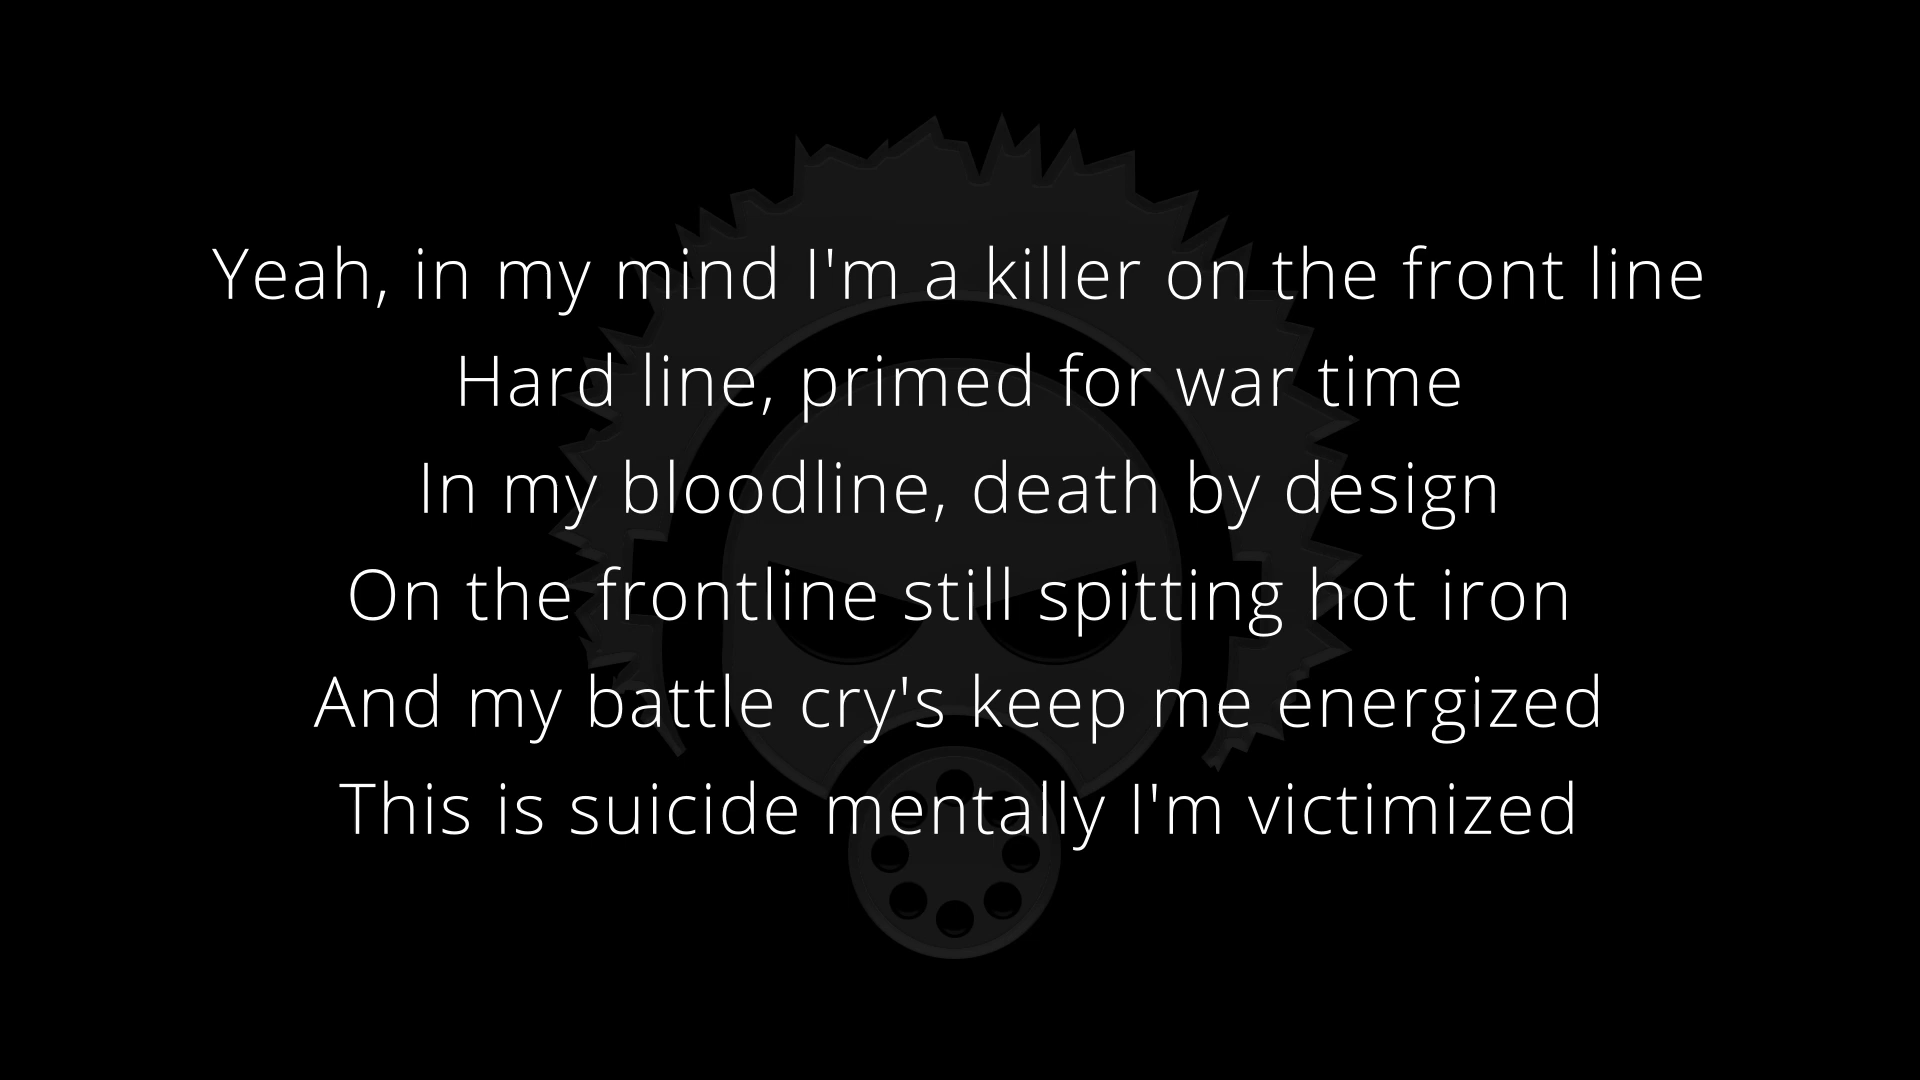 Yeah, in my mind I'm a killer on the front line
Hard line, primed for war time
In my bloodline, death by design
On the frontline still spitting hot iron
And my battle cry's keep me energized
This is suicide mentally I'm victimized